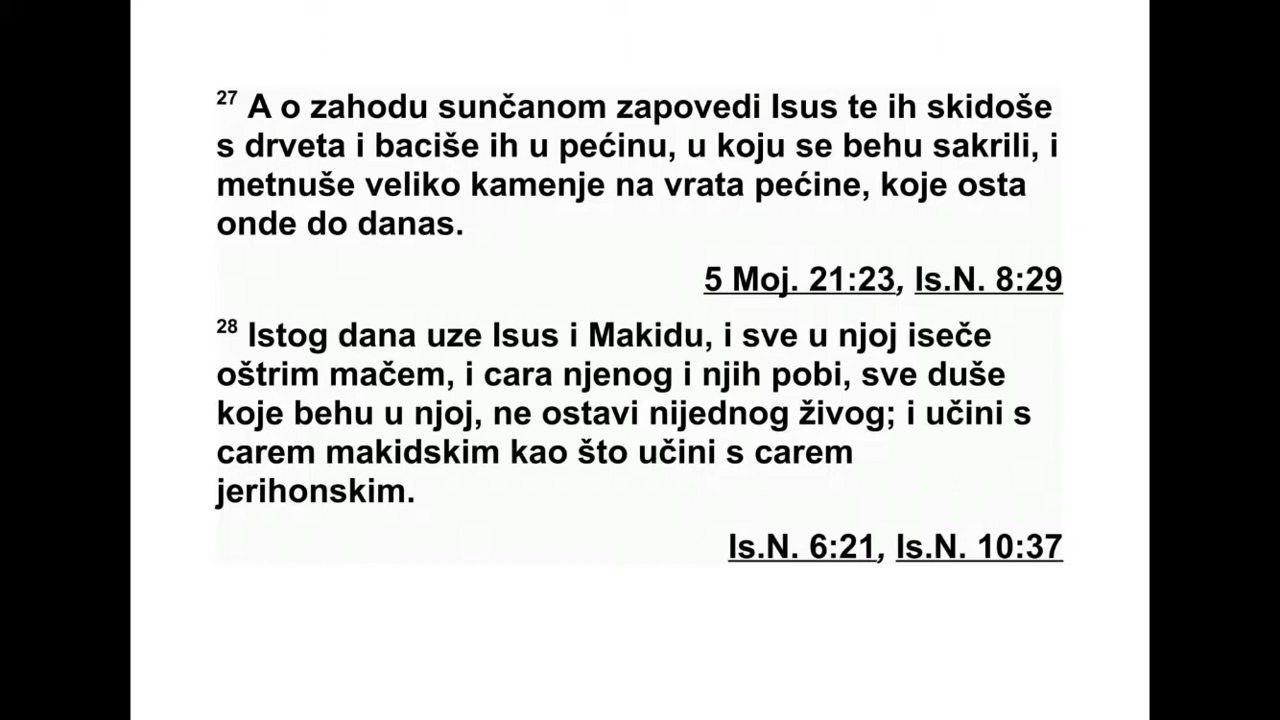 27 A o zahodu sunčanom zapovedi Isus te ih skidoše
s drveta i baciše ih u pećinu, u koju se behu sakrili, i
metnuše veliko kamenje na vrata pećine, koje osta
onde do danas.
5 Moj. 21:23, Is.N. 8:29
28 Istog dana uze Isus i Makidu, i sve u njoj iseče
oštrim mačem, i cara njenog i njih pobi, sve duše
koje behu u njoj, ne ostavi nijednog živog; i učini s
carem makidskim kao što učini s carem
jerihonskim.
Is.N. 6:21, Is.N. 10:37